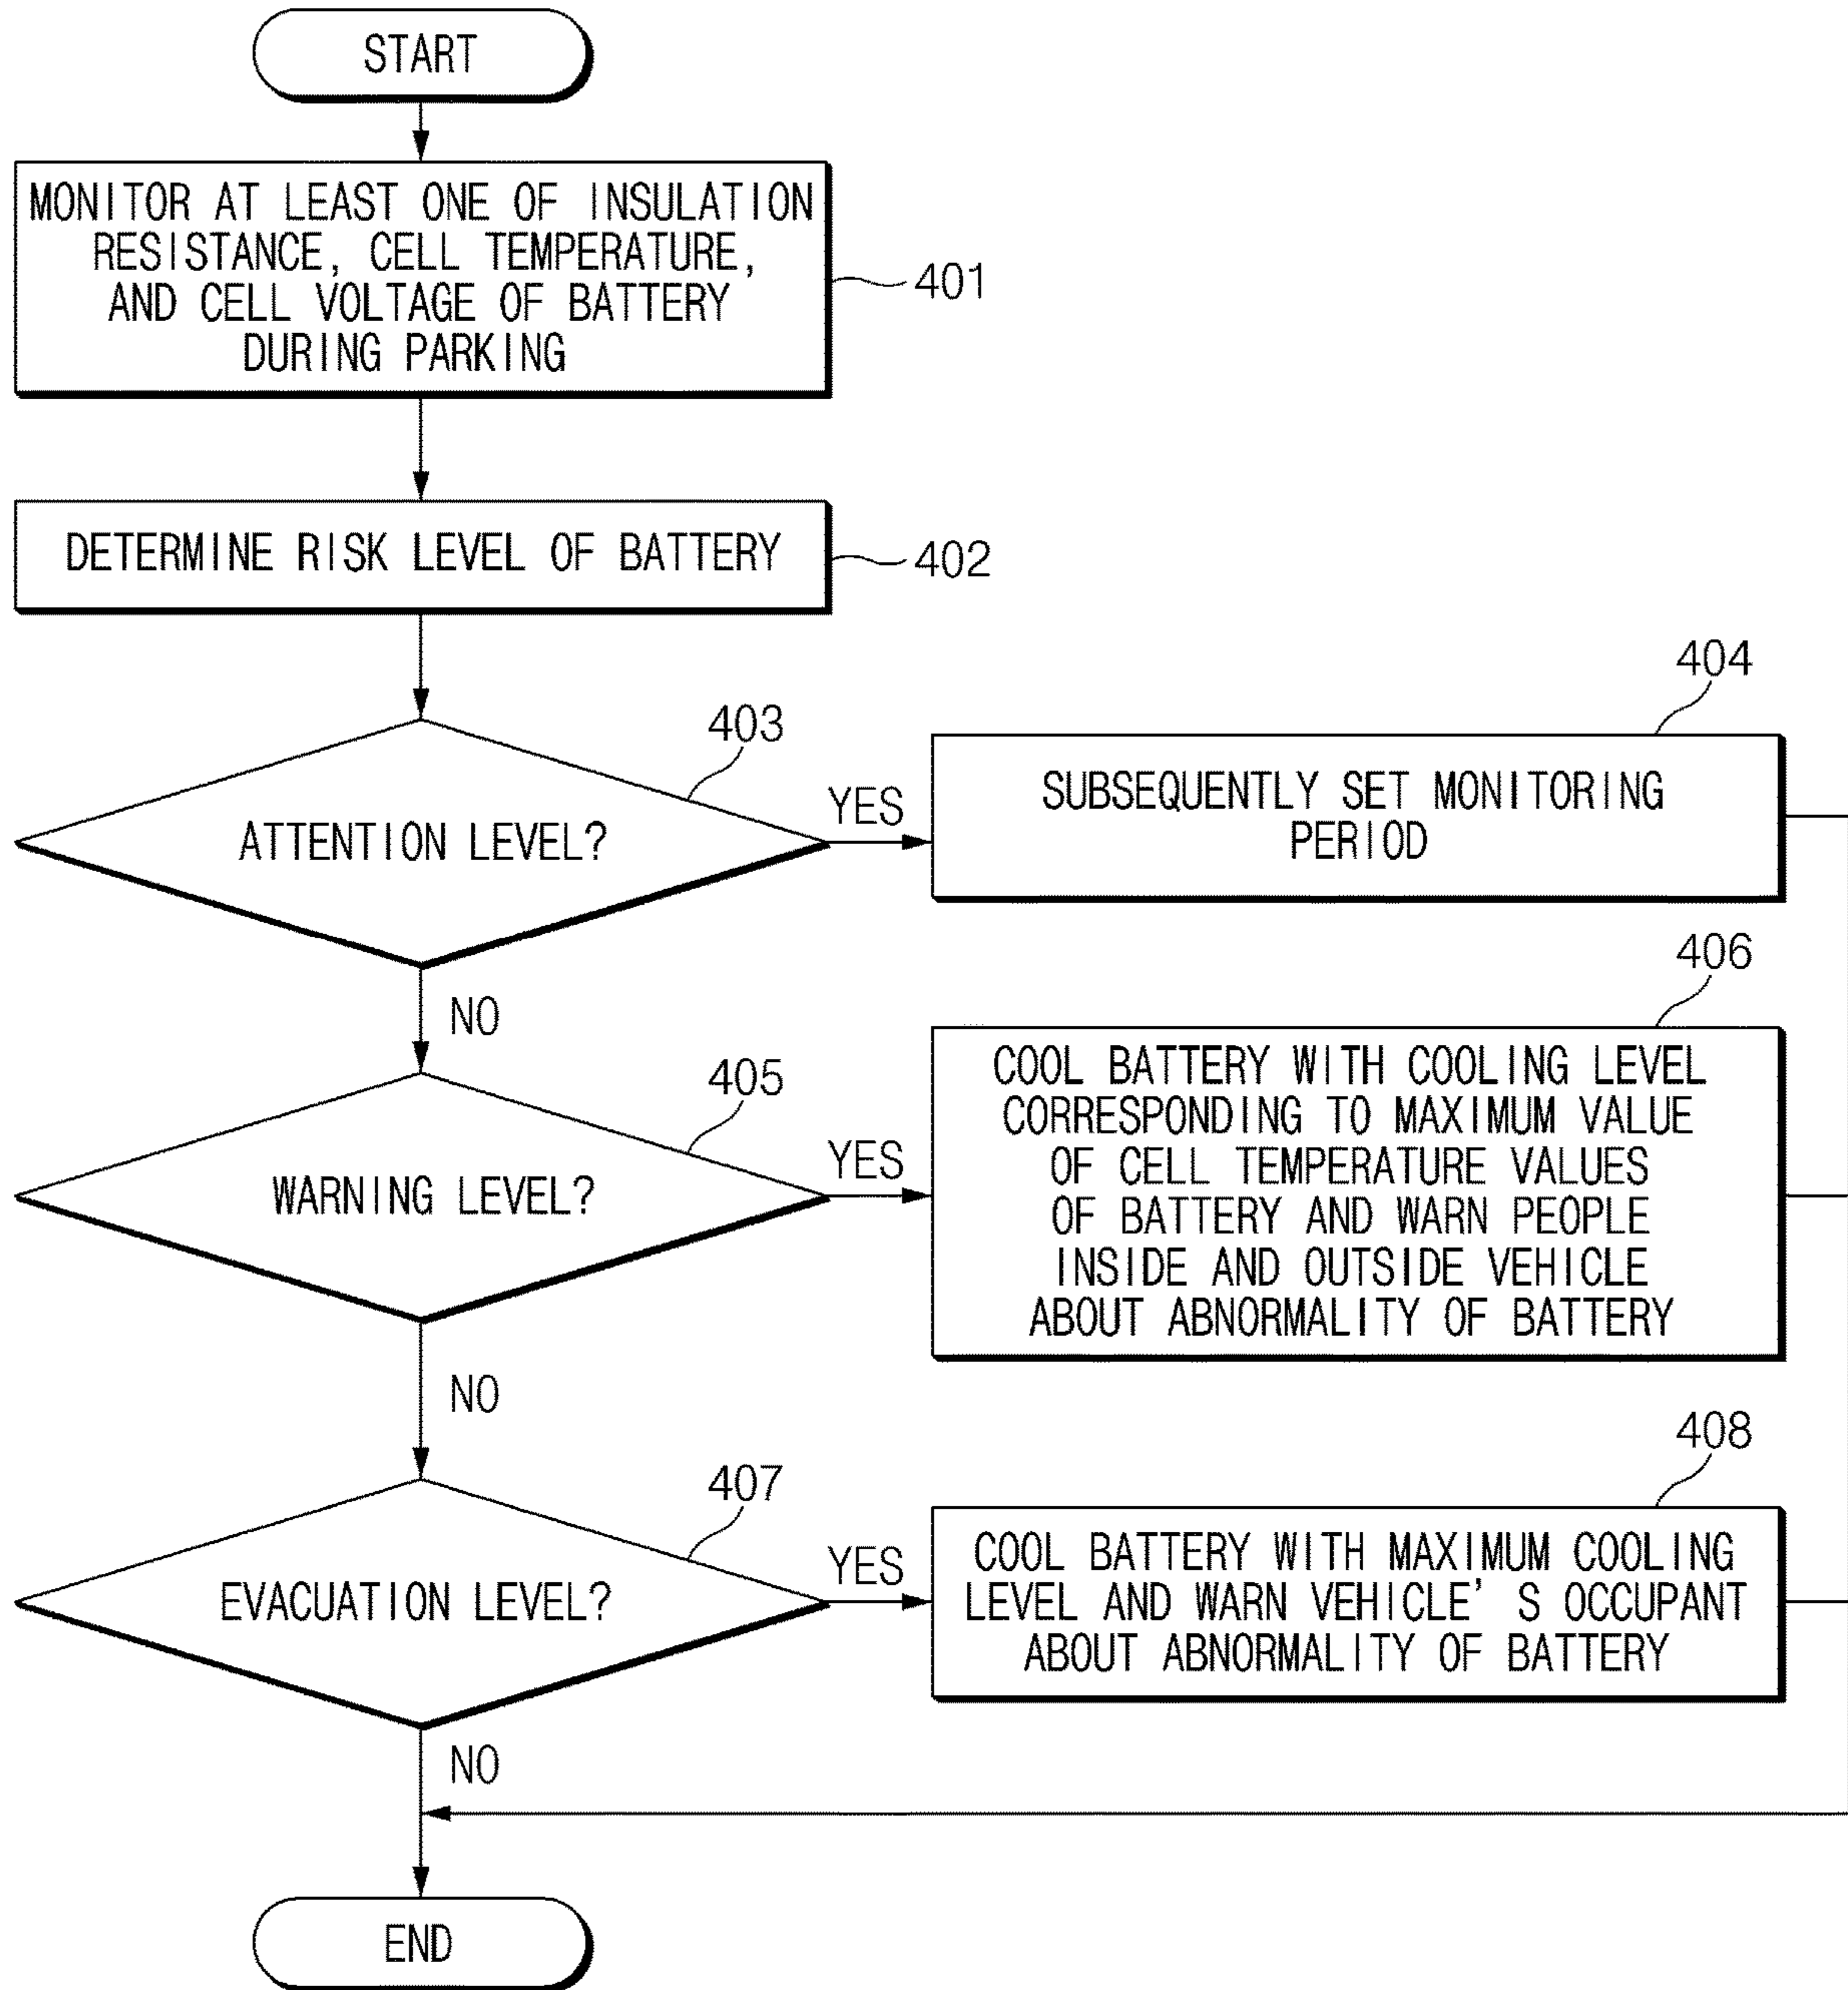 START
MONITOR AT LEAST ONE OF INSULATION
RESISTANCE, CELL TEMPERATURE,
AND CELL VOLTAGE OF BATTERY
DURING PARKING
401
DETERMINE RISK LEVEL OF BATTERY
402
403
ATTENTION LEVEL?
YES
404
SUBSEQUENTLY SET MONITORING
PERIOD
NO
405
WARNING LEVEL?
YES
406
COOL BATTERY WITH COOLING LEVEL
CORRESPONDING TO MAXIMUM VALUE
OF CELL TEMPERATURE VALUES
OF BATTERY AND WARN PEOPLE
INSIDE AND OUTSIDE VEHICLE
ABOUT ABNORMALITY OF BATTERY
NO
407
EVACUATION LEVEL?
YES
408
COOL BATTERY WITH MAXIMUM COOLING
LEVEL AND WARN VEHICLE'S OCCUPANT
ABOUT ABNORMALITY OF BATTERY
NO
END